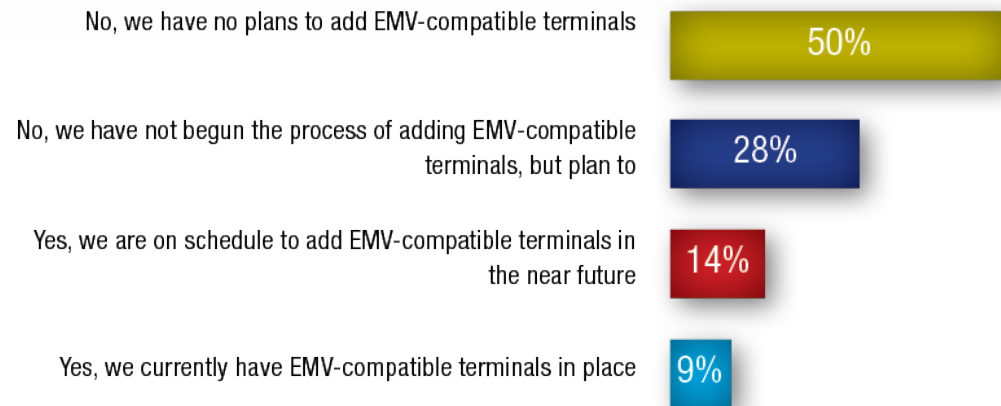 No, we have no plans to add EMV-compatible terminals
50%
No, we have not begun the process of adding EMV-compatible
terminals, but plan to
28%
Yes, we are on schedule to add EMV-compatible terminals in
the near future
14%
Yes, we currently have EMV-compatible terminals in place
9%